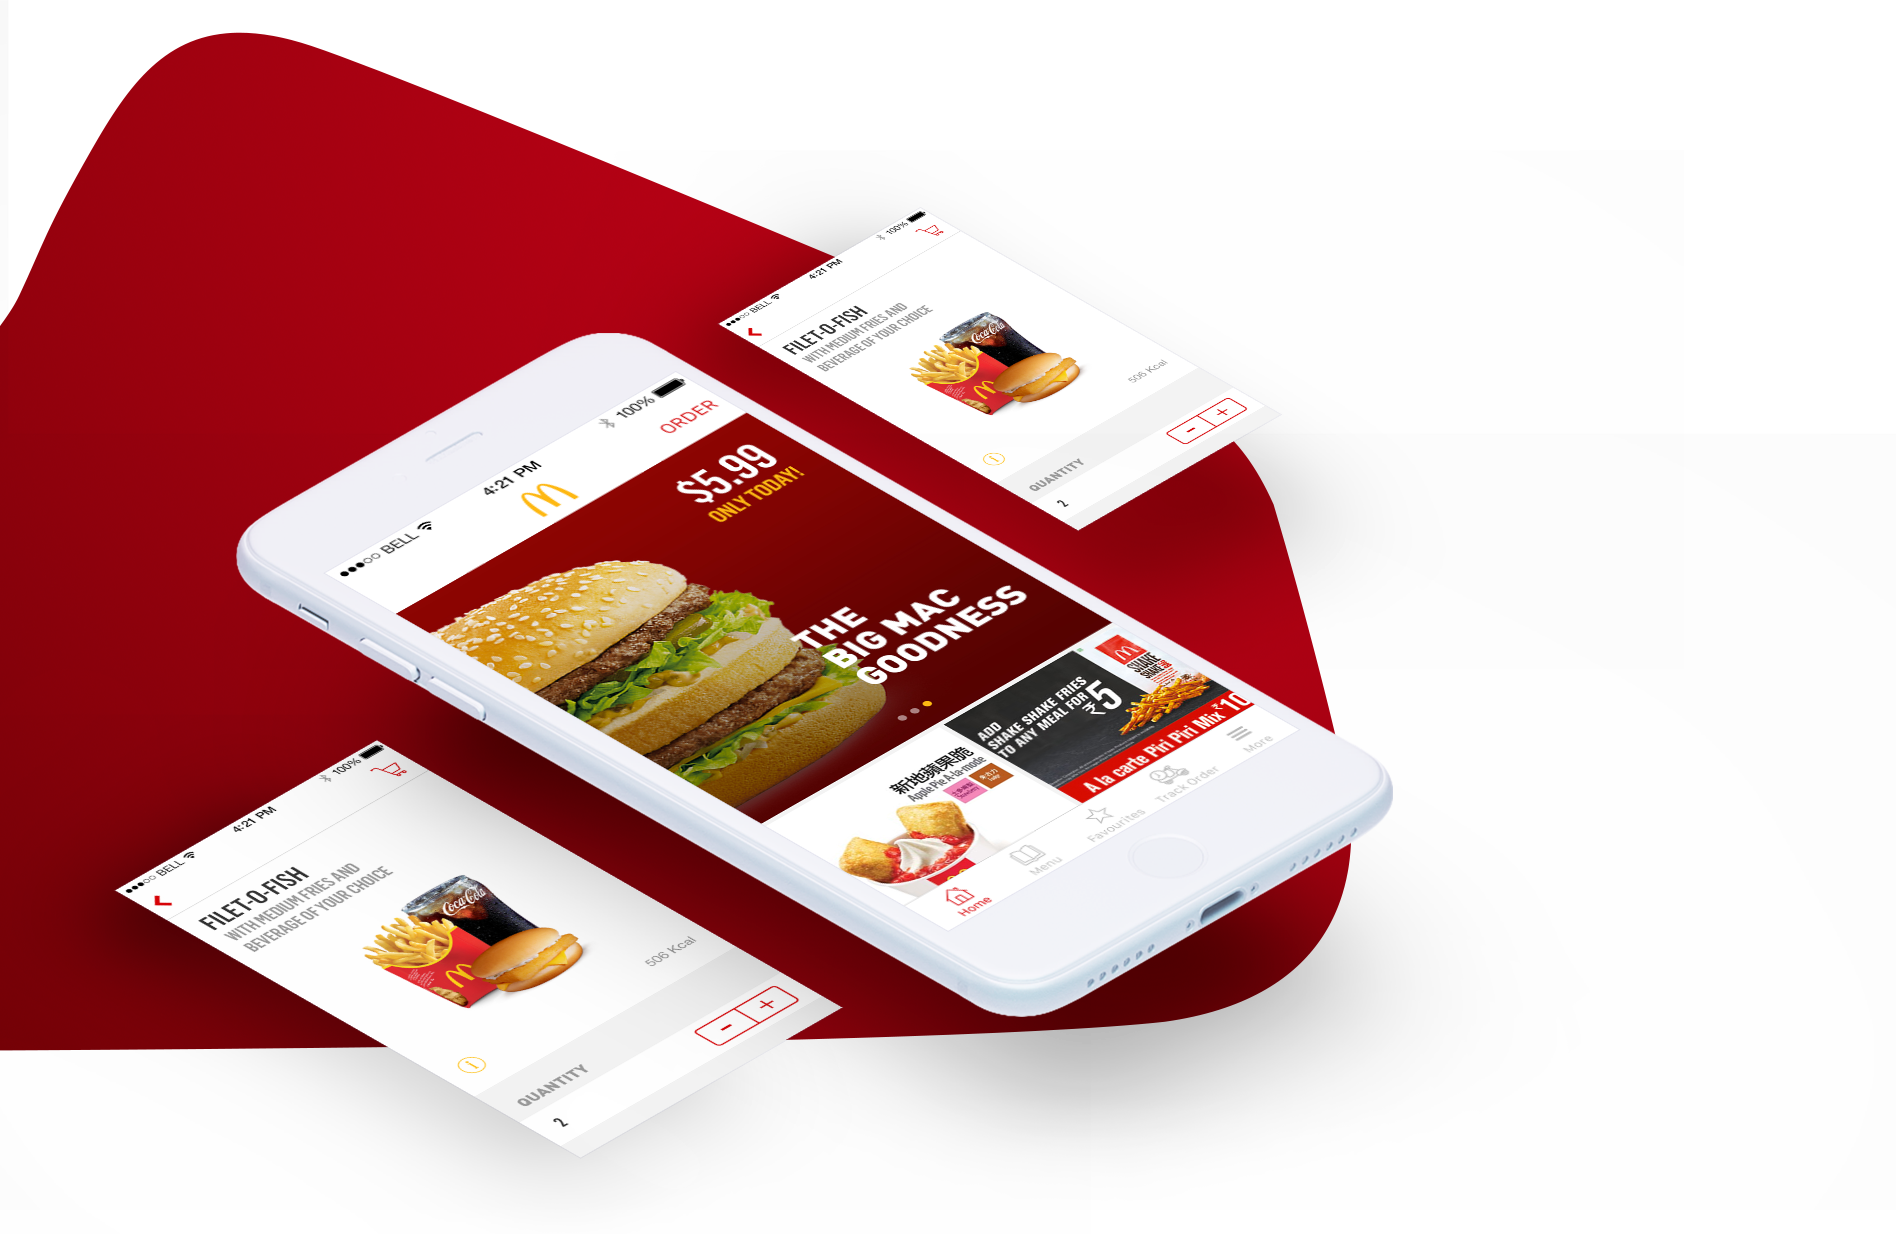 ●●●○○ BELL
4:21 PM
100%
ORDER
$5.99
ONLY TODAY!
THE
BIG MAC
GOODNESS
新地蘋果脆
Apple Pie A-la-mode
ADD
SHAKE SHAKE FRIES
TO ANY MEAL FOR
₹5
SHAKE
SHAKE
A la carte Piri Piri Mix ₹10
Home
Menu
Favourites
Track Order
More
●●●○○ BELL
4:21 PM
100%
FILET-O-FISH
WITH MEDIUM FRIES AND
BEVERAGE OF YOUR CHOICE
Coca-Cola
506 Kcal
i
QUANTITY
2
- +
●●●○○ BELL
4:21 PM
100%
FILET-O-FISH
WITH MEDIUM FRIES AND
BEVERAGE OF YOUR CHOICE
Coca-Cola
506 Kcal
i
QUANTITY
2
- +